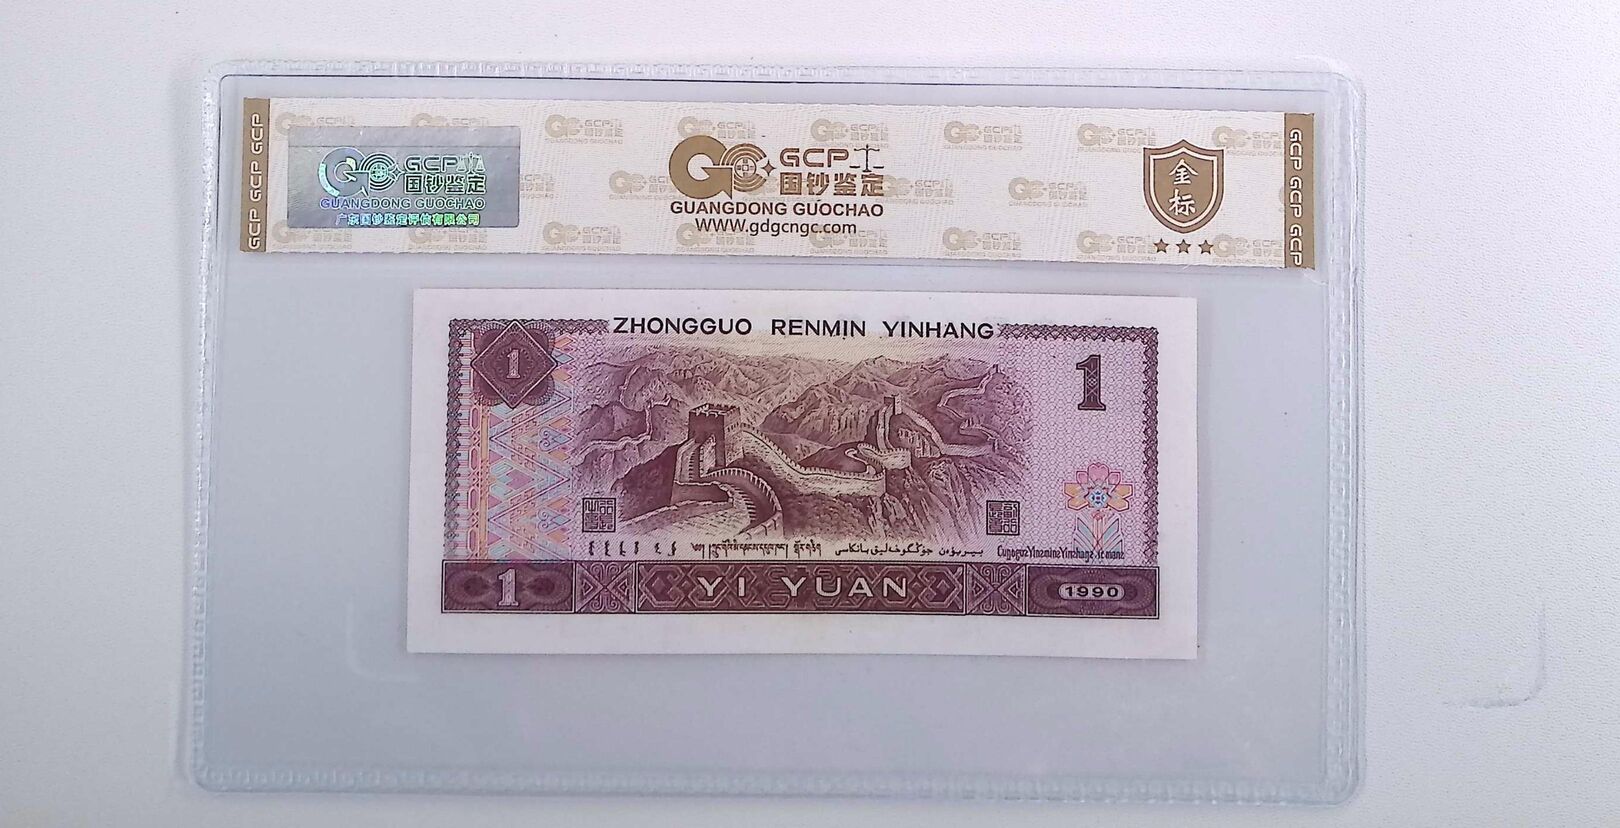 GCP GCP GCP
GCP
国钞鉴定
GUANGDONG GUOCHAO
广东国钞鉴定评估有限公司
GCP
国钞鉴定
GUANGDONG GUOCHAO
WWW.gdgcngc.com
金标
GCP GCP GCP
ZHONGGUO RENMIN YINHANG
1
1
1
YI YUAN
1990